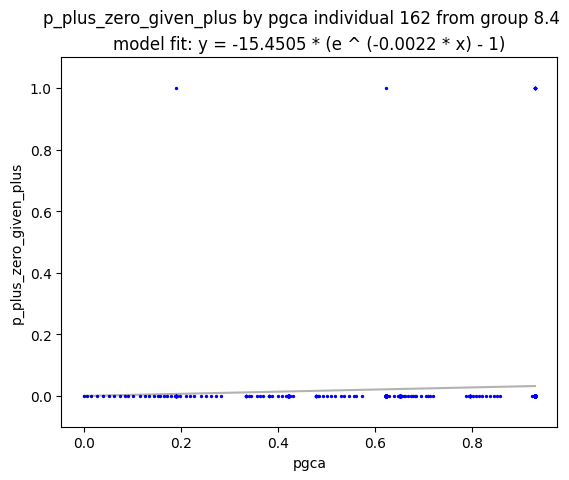 p_plus_zero_given_plus by pgca individual 162 from group 8.4
model fit: y = -15.4505 * (e ^ (-0.0022 * x) - 1)
1.0
0.8
0.6
0.4
0.2
0.0
p_plus_zero_given_plus
0.0 0.2 0.4 0.6 0.8
pgca